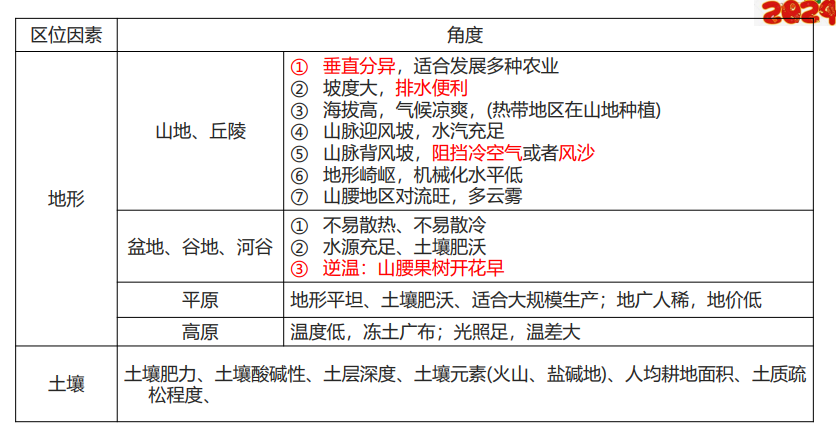 2024
区位因素 角度
地形
山地、丘陵
① 垂直分异，适合发展多种农业
② 坡度大，排水便利
③ 海拔高，气候凉爽，(热带地区在山地种植)
④ 山脉迎风坡，水汽充足
⑤ 山脉背风坡，阻挡冷空气或者风沙
⑥ 地形崎岖，机械化水平低
⑦ 山腰地区对流旺，多云雾
盆地、谷地、河谷
① 不易散热、不易散冷
② 水源充足、土壤肥沃
③ 逆温：山腰果树开花早
平原
地形平坦、土壤肥沃、适合大规模生产；地广人稀，地价低
高原
温度低，冻土广布；光照足，温差大
土壤
土壤肥力、土壤酸碱性、土层深度、土壤元素(火山、盐碱地)、人均耕地面积、土质疏
松程度、